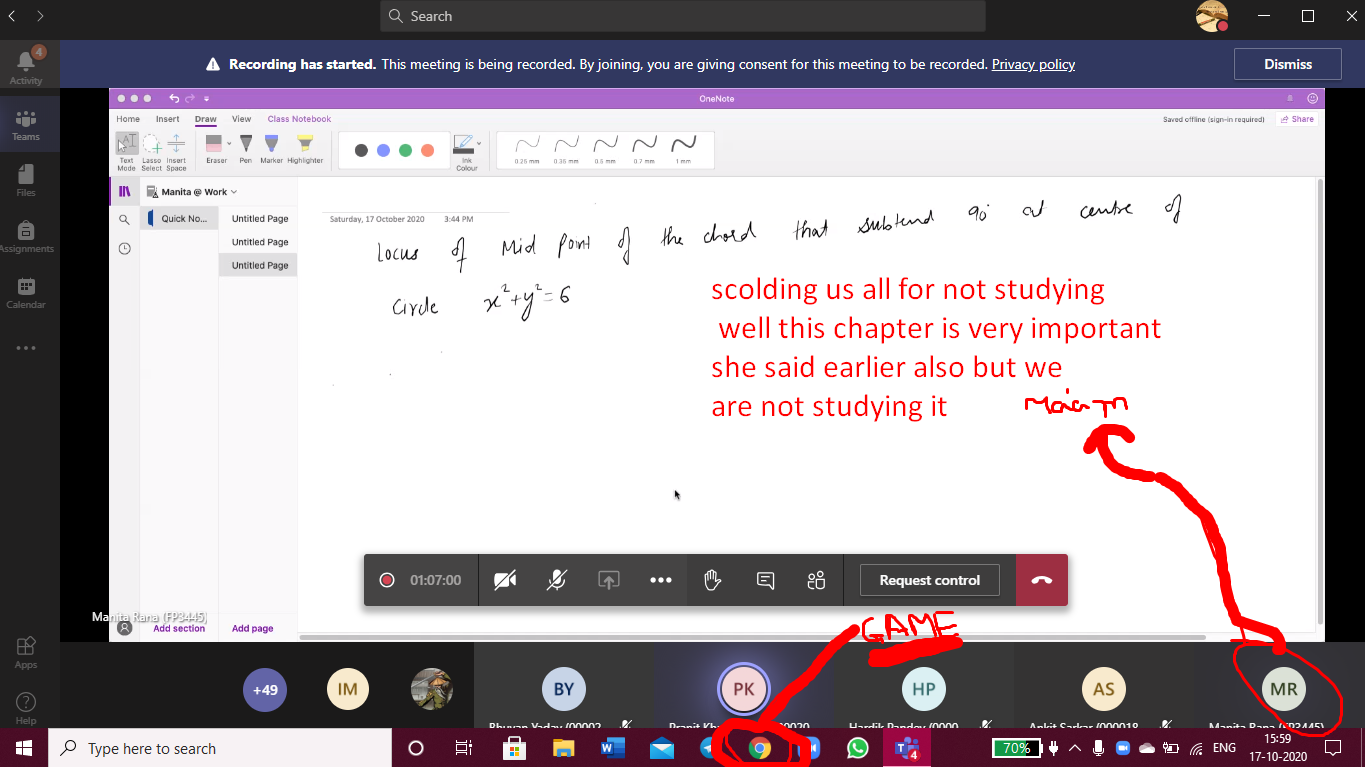 Search
4
Activity
Recording has started. This meeting is being recorded. By joining, you are giving consent for this meeting to be recorded. Privacy policy
Dismiss
OneNote
Teams
Home Insert Draw View Class Notebook
Saved offline (sign-in required) Share
Text Mode
Lasso Select
Insert Space
Eraser
Pen
Marker
Highlighter
Ink Colour
0.25 mm 0.35 mm 0.5 mm 0.7 mm 1 mm
Files
Manita @ Work
Quick No...
Untitled Page
Untitled Page
Untitled Page
Assignments
Calendar
Saturday, 17 October 2020 3:44 PM
locus of Mid point of the chord that subtend 90° at centre of
circle x²+y²=6
scolding us all for not studying
well this chapter is very important
she said earlier also but we
are not studying it
01:07:00
Request control
Manita Rana (FP3445)
Add section Add page
GAME
Apps
Help
+49
IM
BY
PK
HP
AS
MR
Bhuvan Yadav (00002
Hardik Pandey (0000
Ankit Sarkar (000018
Manita Rana (FP3445)
Type here to search
W
4
70%
ENG
15:59
17-10-2020